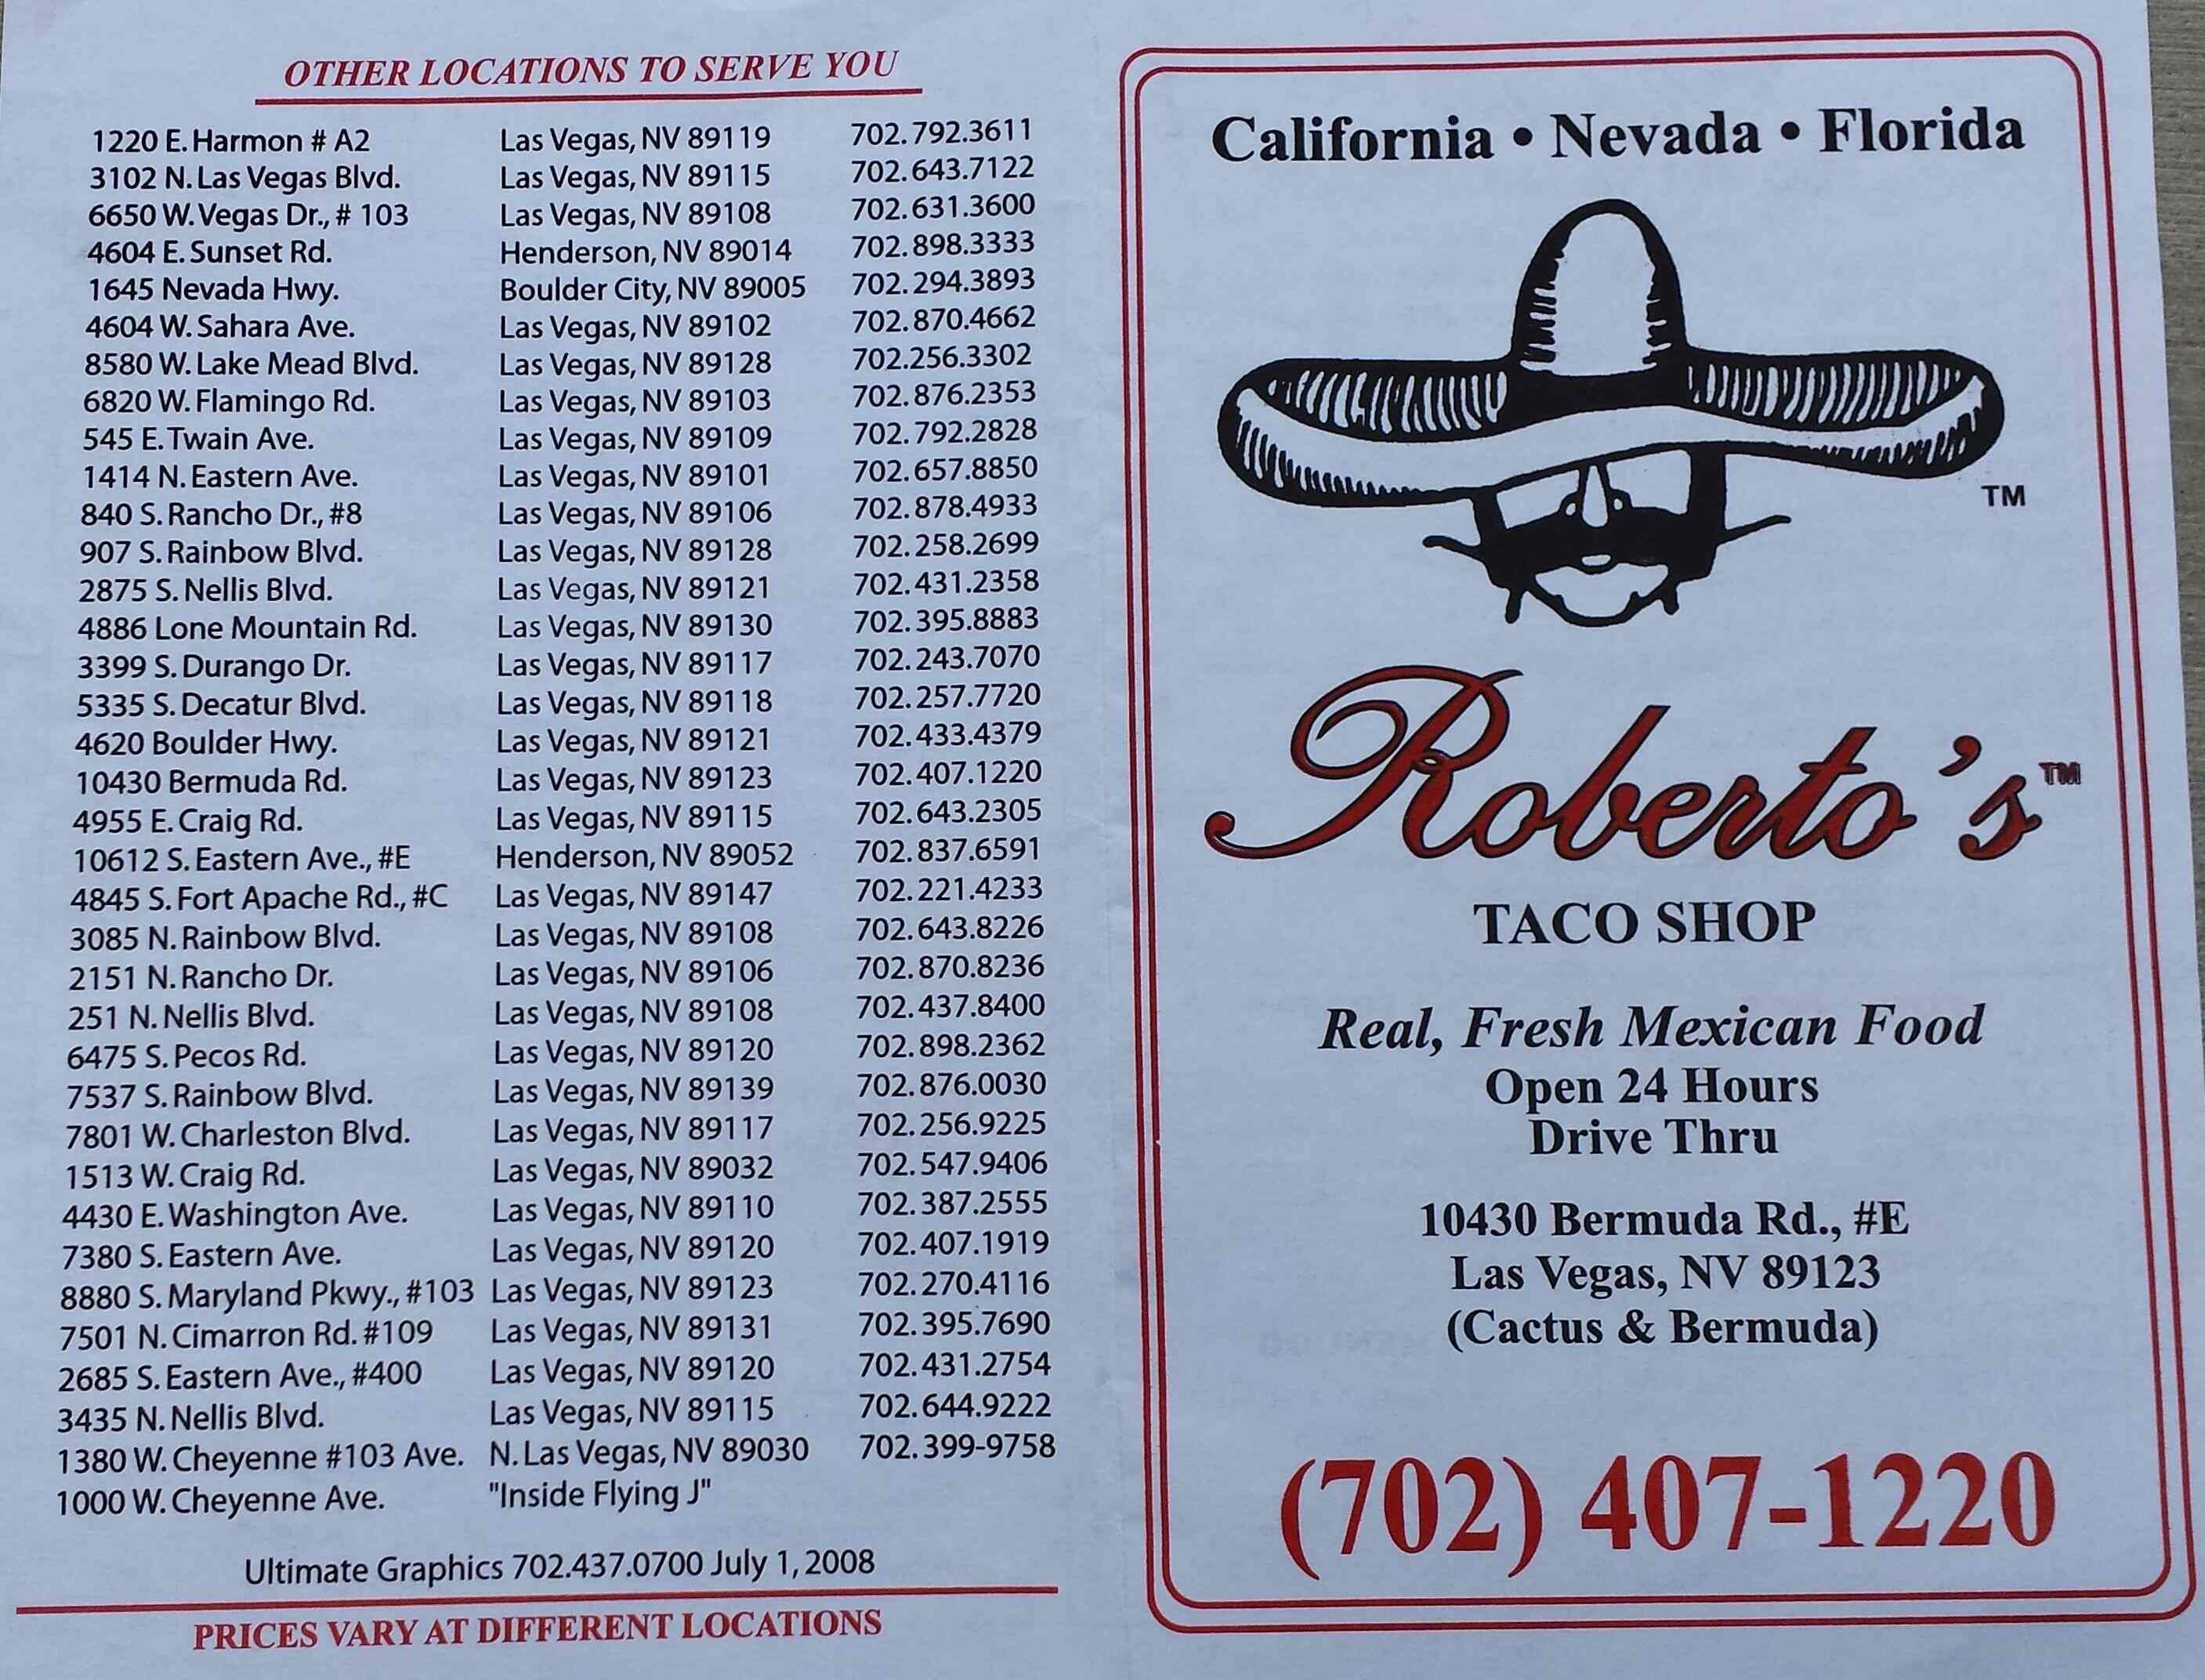 OTHER LOCATIONS TO SERVE YOU
1220 E. Harmon # A2 Las Vegas, NV 89119 702.792.3611
3102 N. Las Vegas Blvd. Las Vegas, NV 89115 702.643.7122
6650 W. Vegas Dr., # 103 Las Vegas, NV 89108 702.631.3600
4604 E. Sunset Rd. Henderson, NV 89014 702.898.3333
1645 Nevada Hwy. Boulder City, NV 89005 702.294.3893
4604 W. Sahara Ave. Las Vegas, NV 89102 702.870.4662
8580 W. Lake Mead Blvd. Las Vegas, NV 89128 702.256.3302
6820 W. Flamingo Rd. Las Vegas, NV 89103 702.876.2353
545 E. Twain Ave. Las Vegas, NV 89109 702.792.2828
1414 N. Eastern Ave. Las Vegas, NV 89101 702.657.8850
840 S. Rancho Dr., #8 Las Vegas, NV 89106 702.878.4933
907 S. Rainbow Blvd. Las Vegas, NV 89128 702.258.2699
2875 S. Nellis Blvd. Las Vegas, NV 89121 702.431.2358
4886 Lone Mountain Rd. Las Vegas, NV 89130 702.395.8883
3399 S. Durango Dr. Las Vegas, NV 89117 702.243.7070
5335 S. Decatur Blvd. Las Vegas, NV 89118 702.257.7720
4620 Boulder Hwy. Las Vegas, NV 89121 702.433.4379
10430 Bermuda Rd. Las Vegas, NV 89123 702.407.1220
4955 E. Craig Rd. Las Vegas, NV 89115 702.643.2305
10612 S. Eastern Ave., #E Henderson, NV 89052 702.837.6591
4845 S. Fort Apache Rd., #C Las Vegas, NV 89147 702.221.4233
3085 N. Rainbow Blvd. Las Vegas, NV 89108 702.643.8226
2151 N. Rancho Dr. Las Vegas, NV 89106 702.870.8236
251 N. Nellis Blvd. Las Vegas, NV 89108 702.437.8400
6475 S. Pecos Rd. Las Vegas, NV 89120 702.898.2362
7537 S. Rainbow Blvd. Las Vegas, NV 89139 702.876.0030
7801 W. Charleston Blvd. Las Vegas, NV 89117 702.256.9225
1513 W. Craig Rd. Las Vegas, NV 89032 702.547.9406
4430 E. Washington Ave. Las Vegas, NV 89110 702.387.2555
7380 S. Eastern Ave. Las Vegas, NV 89120 702.407.1919
8880 S. Maryland Pkwy., #103 Las Vegas, NV 89123 702.270.4116
7501 N. Cimarron Rd. #109 Las Vegas, NV 89131 702.395.7690
2685 S. Eastern Ave., #400 Las Vegas, NV 89120 702.431.2754
3435 N. Nellis Blvd. Las Vegas, NV 89115 702.644.9222
1380 W. Cheyenne #103 Ave. N. Las Vegas, NV 89030 702.399-9758
1000 W. Cheyenne Ave. "Inside Flying J"
Ultimate Graphics 702.437.0700 July 1, 2008
PRICES VARY AT DIFFERENT LOCATIONS
California • Nevada • Florida
TM
Roberto's TM
TACO SHOP
Real, Fresh Mexican Food
Open 24 Hours
Drive Thru
10430 Bermuda Rd., #E
Las Vegas, NV 89123
(Cactus & Bermuda)
(702) 407-1220